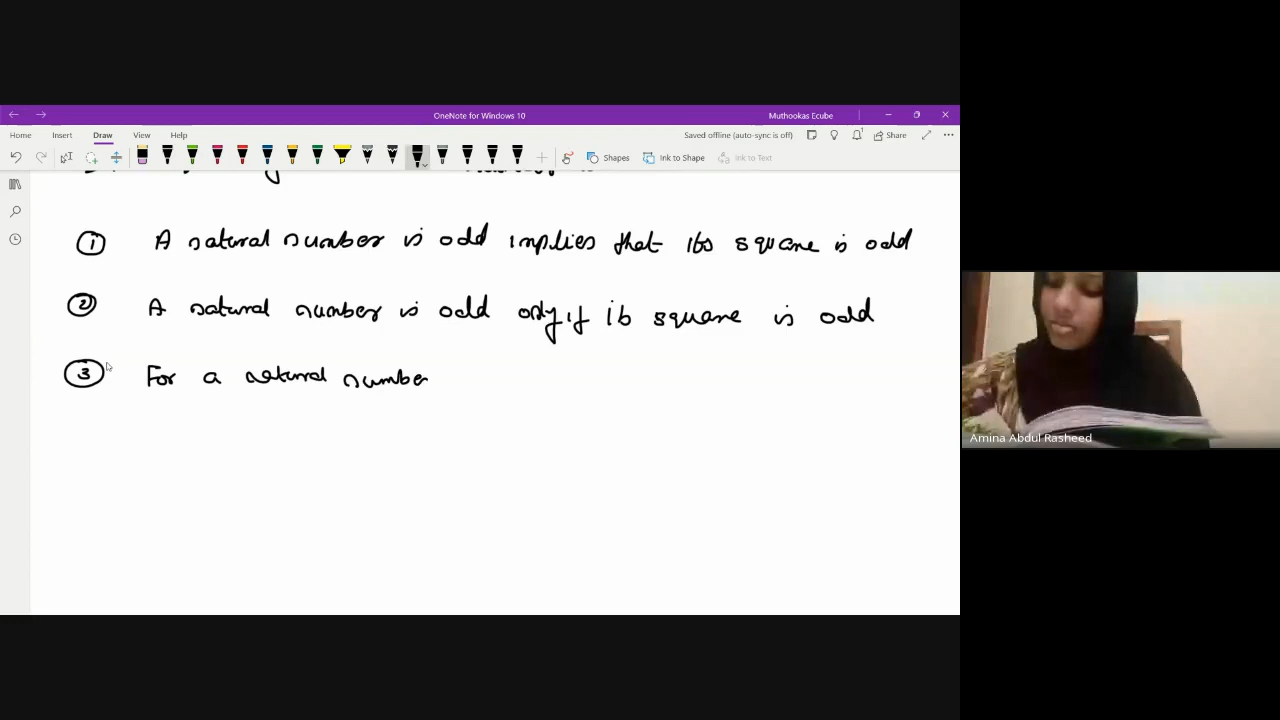 OneNote for Windows 10
Muthookas Ecube
Home Insert Draw View Help
Saved offline (auto-sync is off)
Share
Shapes
Ink to Shape
Ink to Text
① A natural number is odd implies that its square is odd
② A natural number is odd only if its square is odd
③ For a natural number
Amina Abdul Rasheed